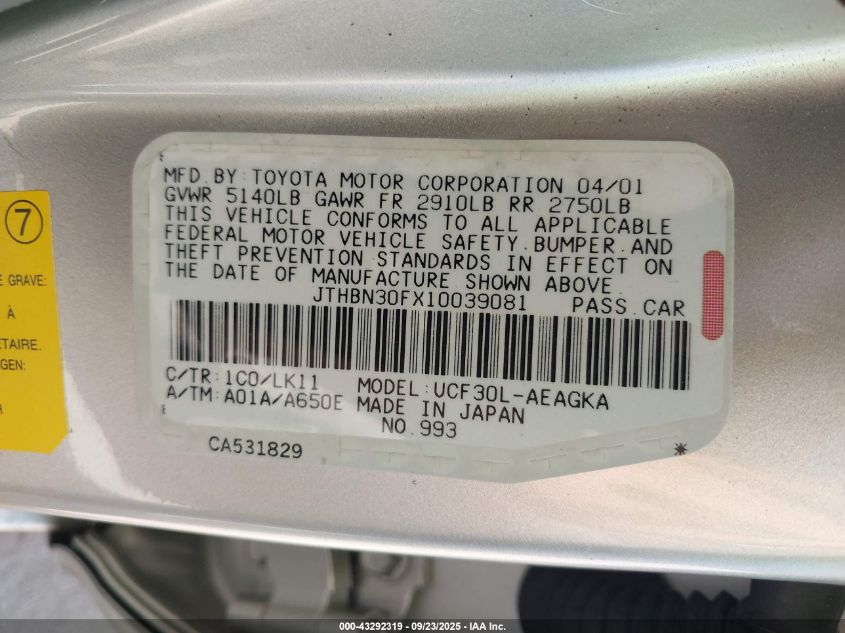 MFD. BY: TOYOTA MOTOR CORPORATION 04/01
GVWR 5140LB GAWR FR 2910LB RR 2750LB
THIS VEHICLE CONFORMS TO ALL APPLICABLE
FEDERAL MOTOR VEHICLE SAFETY, BUMPER, AND
THEFT PREVENTION STANDARDS IN EFFECT ON
THE DATE OF MANUFACTURE SHOWN ABOVE.
JTHBN30FX10039081 PASS. CAR
C/TR: 1C0/LK11 MODEL: UCF30L-AEAGKA
A/TM: A01A/A650E MADE IN JAPAN
NO. 993
CA531829 *
7
E GRAVE:
À
ETAIRE.
GEN:
000-43292319 - 09/23/2025 - IAA Inc.